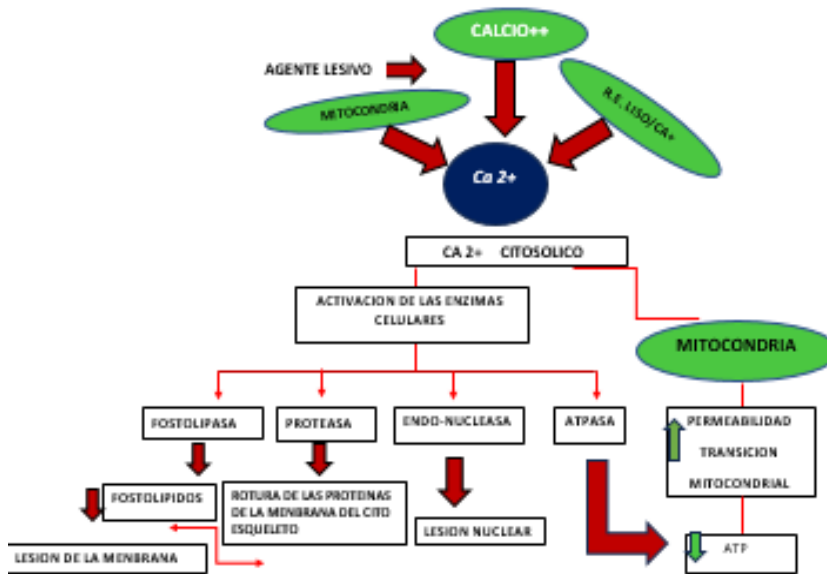 CALCIO++
AGENTE LESIVO
MITOCONDRIA
R.E. LISO/CA+
Ca 2+
CA 2+ CITOSOLICO
ACTIVACION DE LAS ENZIMAS
CELULARES
MITOCONDRIA
FOSTOLIPASA
PROTEASA
ENDO-NUCLEASA
ATPASA
PERMEABILIDAD
TRANSICION
MITOCONDRIAL
FOSTOLIPIDOS
ROTURA DE LAS PROTEINAS
DE LA MENBRANA DEL CITO
ESQUELETO
LESION NUCLEAR
ATP
LESION DE LA MENBRANA